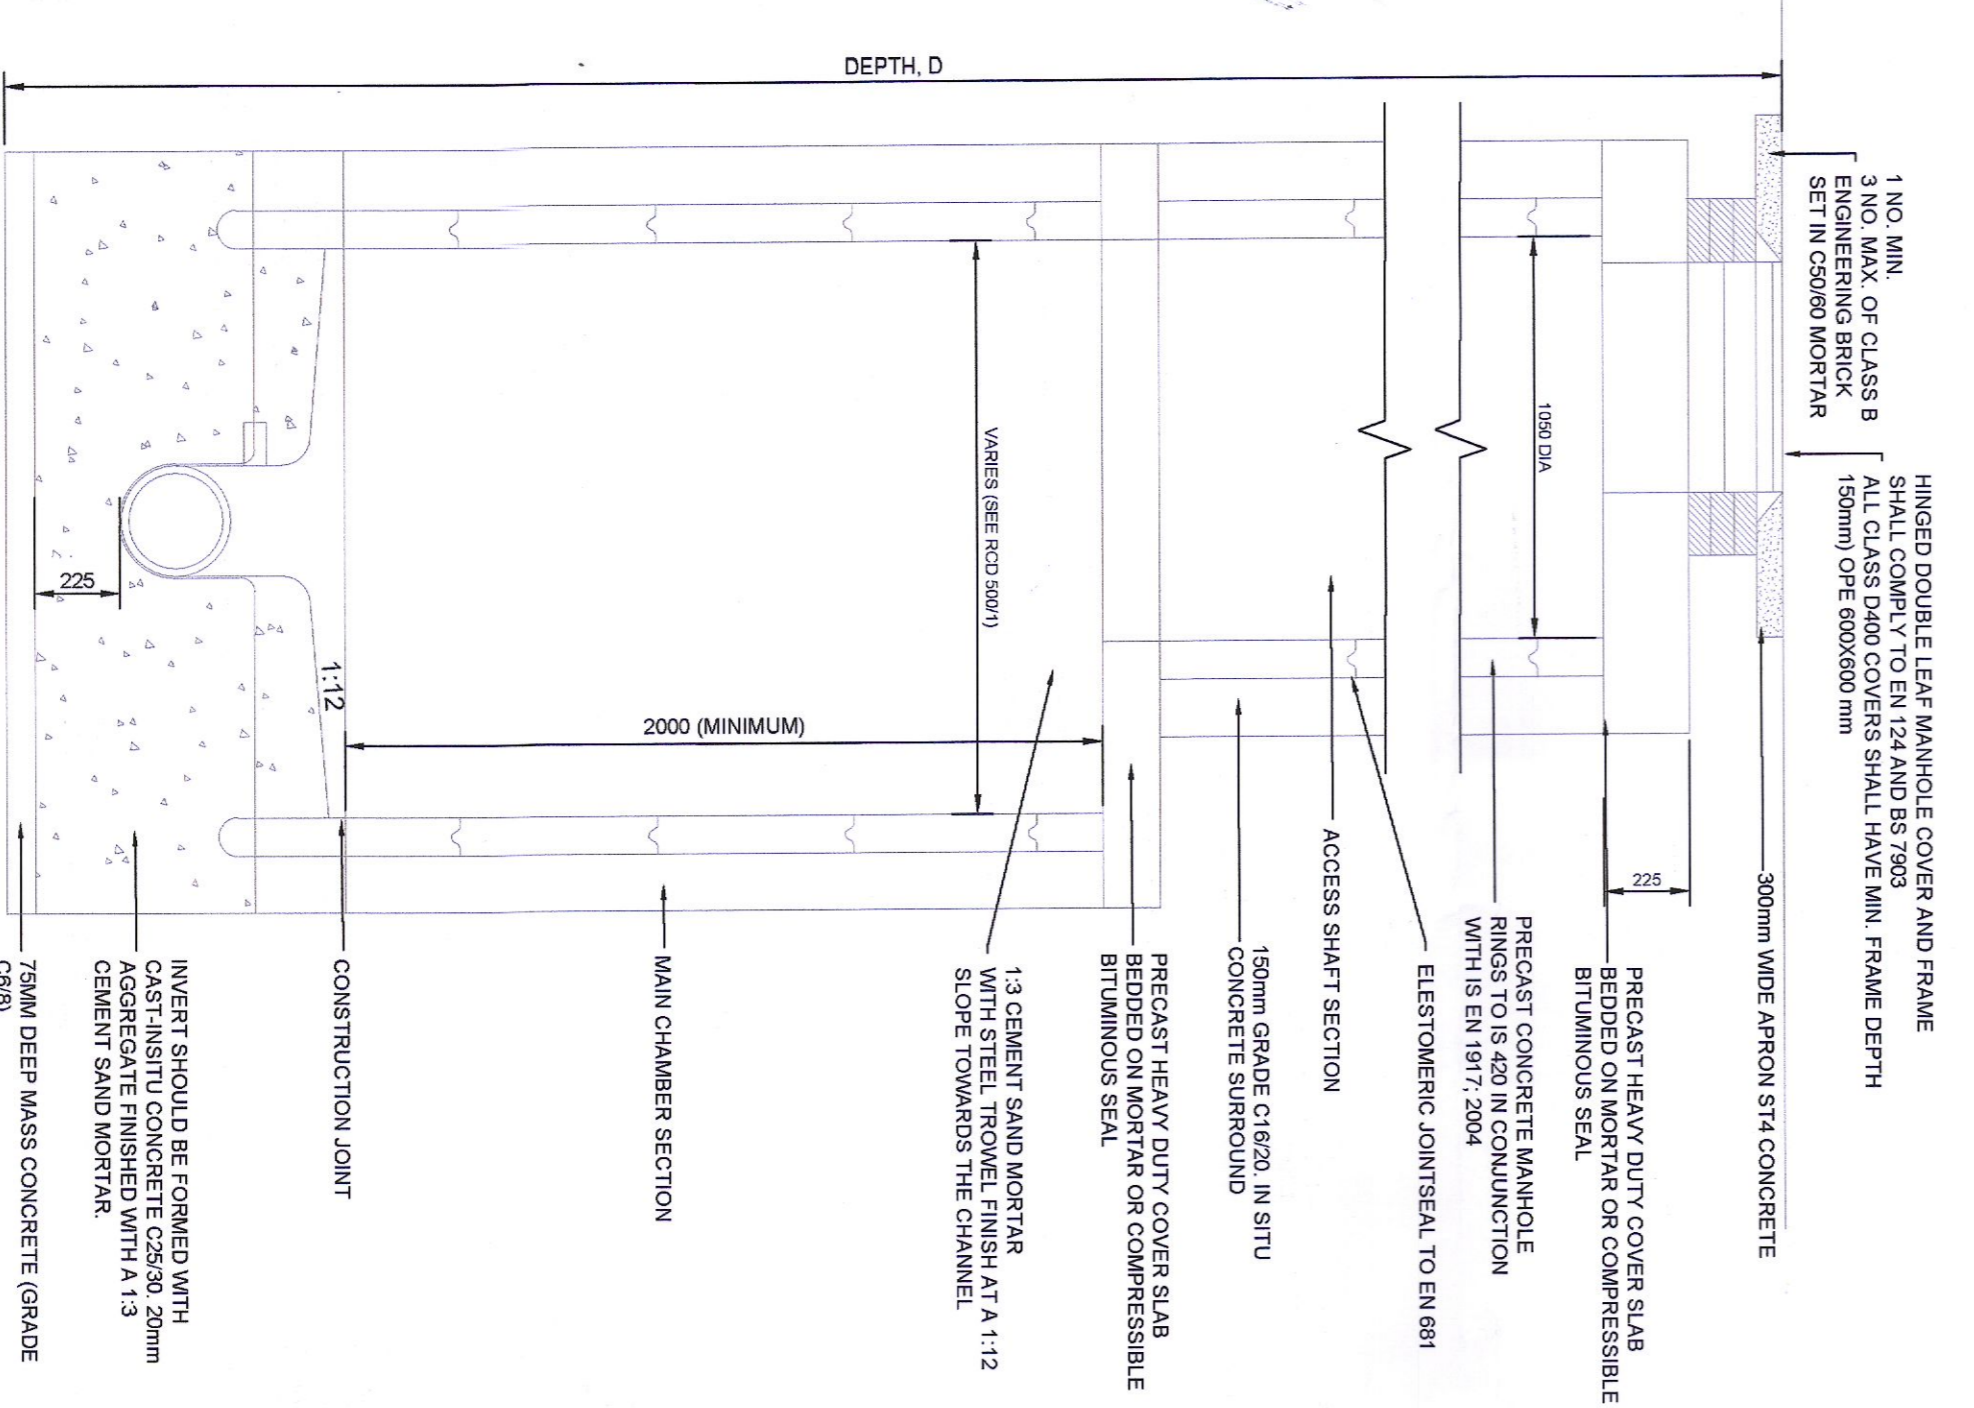 DEPTH, D
1 NO. MIN.
3 NO. MAX. OF CLASS B
ENGINEERING BRICK
SET IN C50/60 MORTAR
HINGED DOUBLE LEAF MANHOLE COVER AND FRAME
SHALL COMPLY TO EN 124 AND BS 7903
ALL CLASS D400 COVERS SHALL HAVE MIN. FRAME DEPTH
150mm) OPE 600X600 mm
300mm WIDE APRON ST4 CONCRETE
225
PRECAST HEAVY DUTY COVER SLAB
BEDDED ON MORTAR OR COMPRESSIBLE
BITUMINOUS SEAL
1050 DIA
PRECAST CONCRETE MANHOLE
RINGS TO IS 420 IN CONJUNCTION
WITH IS EN 1917; 2004
ELESTOMERIC JOINTSEAL TO EN 681
ACCESS SHAFT SECTION
150mm GRADE C16/20. IN SITU
CONCRETE SURROUND
PRECAST HEAVY DUTY COVER SLAB
BEDDED ON MORTAR OR COMPRESSIBLE
BITUMINOUS SEAL
1:3 CEMENT SAND MORTAR
WITH STEEL TROWEL FINISH AT A 1:12
SLOPE TOWARDS THE CHANNEL
VARIES (SEE RCD 500/1)
2000 (MINIMUM)
MAIN CHAMBER SECTION
1:12
CONSTRUCTION JOINT
225
INVERT SHOULD BE FORMED WITH
CAST-INSITU CONCRETE C25/30. 20mm
AGGREGATE FINISHED WITH A 1:3
CEMENT SAND MORTAR.
75MM DEEP MASS CONCRETE (GRADE
C6/8)